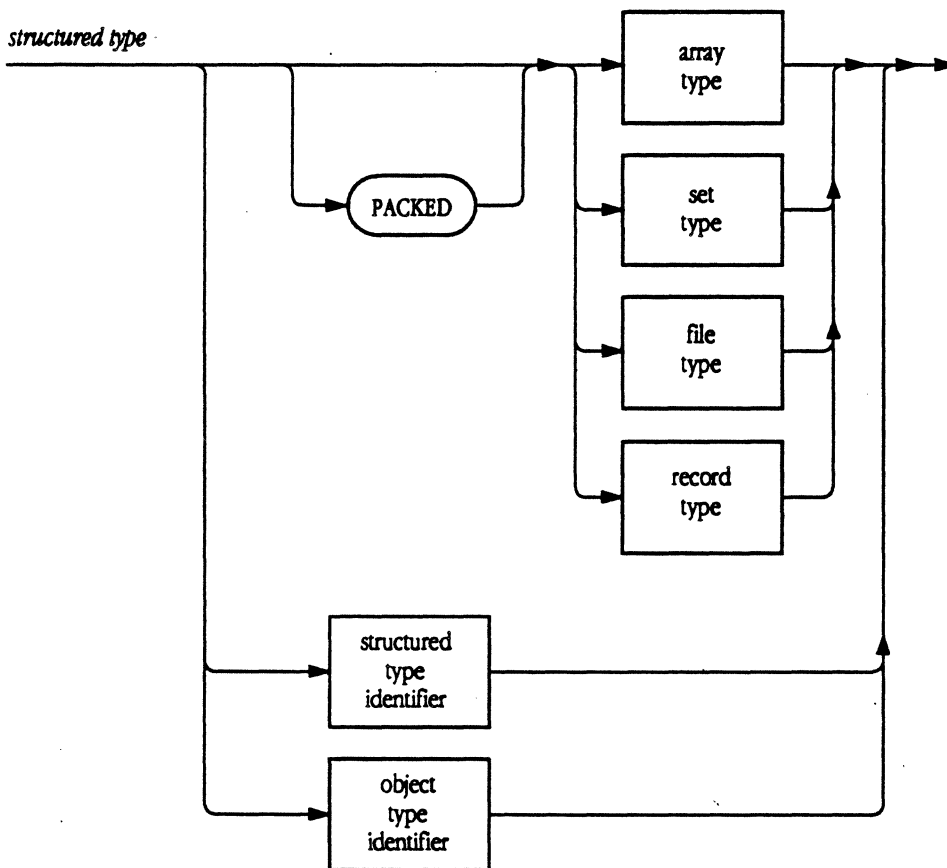 structured type
array
type
PACKED
set
type
file
type
record
type
structured
type
identifier
object
type
identifier